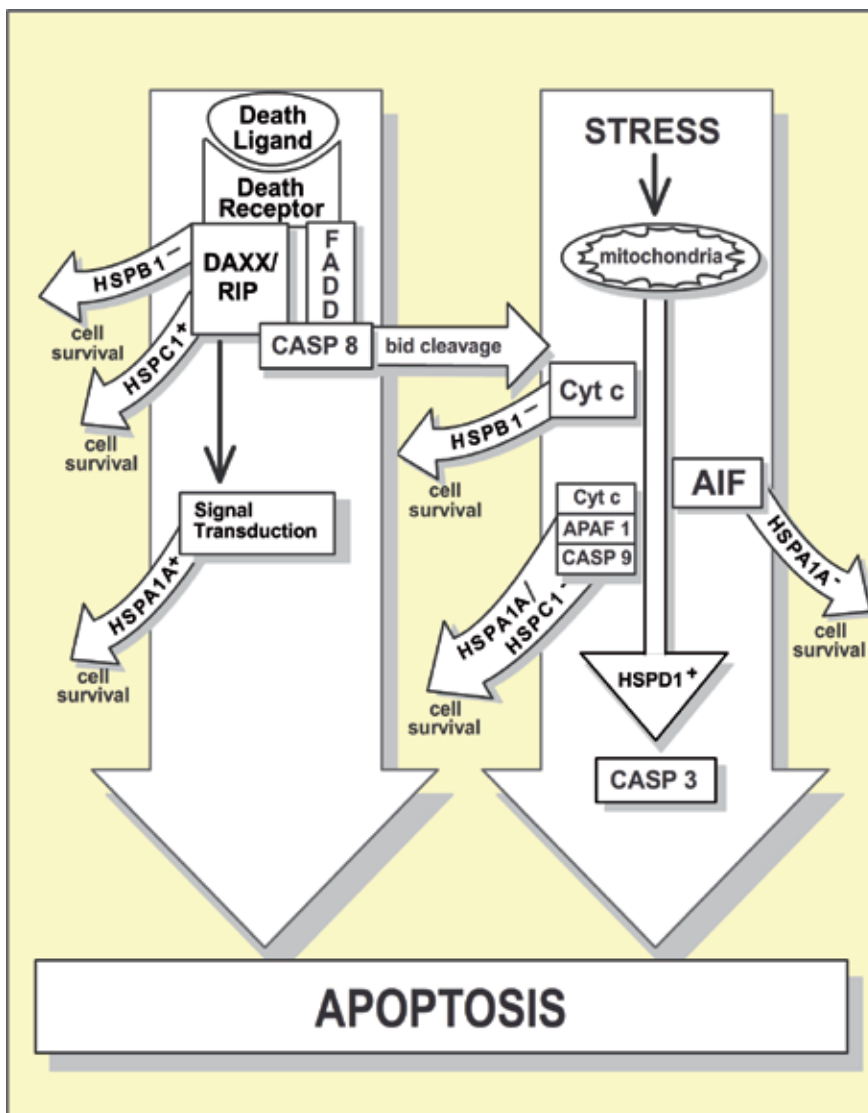 Death
Ligand
Death
Receptor
DAXX/
RIP
F
A
D
D
CASP 8
HSPB1 –
cell
survival
HSPC1+
cell
survival
Signal
Transduction
HSPA1A+
cell
survival
bid cleavage
STRESS
mitochondria
Cyt c
HSPB1 –
cell
survival
Cyt c
APAF 1
CASP 9
HSPA1A/
HSPC1-
cell
survival
AIF
HSPA1A-
cell
survival
HSPD1+
CASP 3
APOPTOSIS